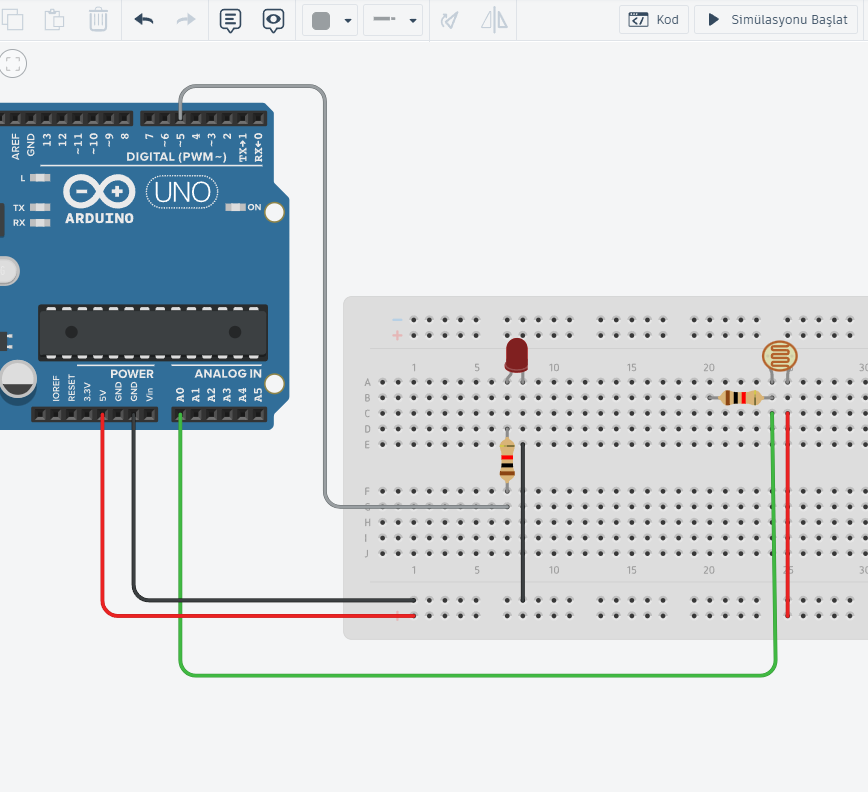 Kod
Simülasyonu Başlat
AREF
GND
13
12
~11
~10
~9
8
7
~6
~5
4
~3
2
TX→1
RX←0
DIGITAL (PWM~)
L
TX
RX
ARDUINO
UNO
ON
POWER
ANALOG IN
IOREF
RESET
3.3V
5V
GND
GND
Vin
A0
A1
A2
A3
A4
A5
1 5 10 15 20 30
A
B
C
D
E
F
G
H
I
J
1 5 10 15 20 25 30